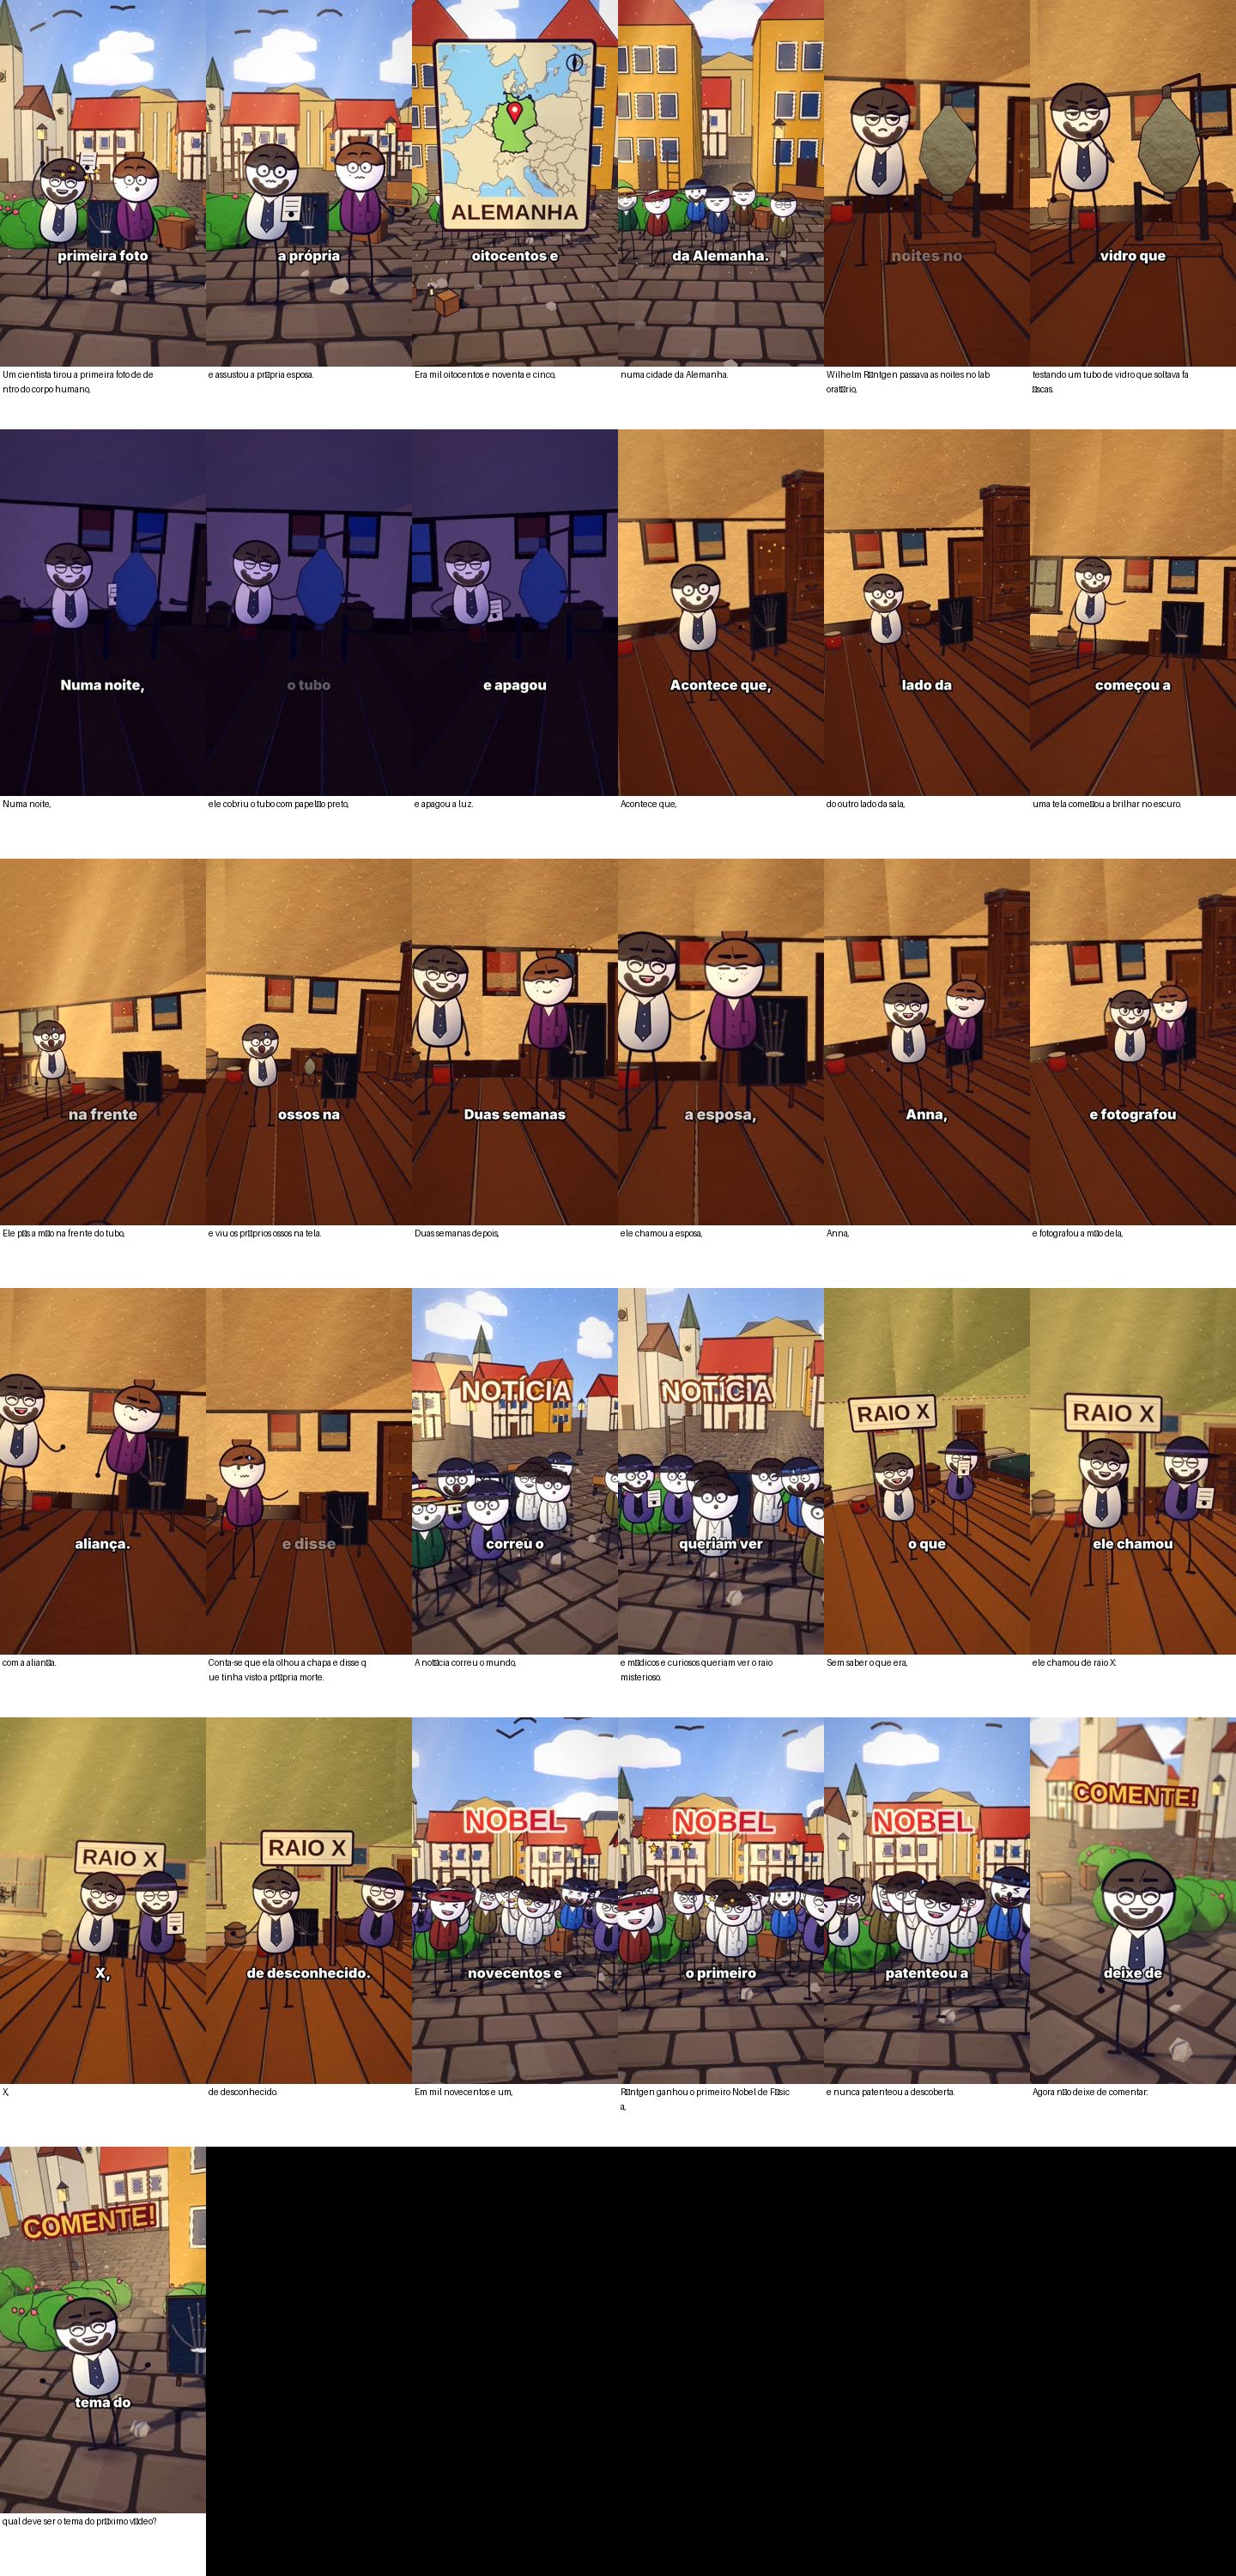 primeira foto
a própria
ALEMANHA
oitocentos e
da Alemanha.
noites no
vidro que
Um cientista tirou a primeira foto de de
ntro do corpo humano,
e assustou a pr pria esposa.
Era mil oitocentos e noventa e cinco,
numa cidade da Alemanha.
Wilhelm R ntgen passava as noites no lab
orat rio,
testando um tubo de vidro que soltava fa
 scas.
Numa noite,
o tubo
e apagou
Acontece que,
lado da
começou a
Numa noite,
ele cobriu o tubo com papel o preto,
e apagou a luz.
Acontece que,
do outro lado da sala,
uma tela come ou a brilhar no escuro.
na frente
ossos na
Duas semanas
a esposa,
Anna,
e fotografou
Ele p s a m o na frente do tubo,
e viu os pr prios ossos na tela.
Duas semanas depois,
ele chamou a esposa,
Anna,
e fotografou a m o dela,
aliança.
e disse
NOTÍCIA
correu o
NOTÍCIA
queriam ver
RAIO X
o que
RAIO X
ele chamou
com a alian a.
Conta-se que ela olhou a chapa e disse q
ue tinha visto a pr pria morte.
A not cia correu o mundo,
e m dicos e curiosos queriam ver o raio
misterioso.
Sem saber o que era,
ele chamou de raio X:
RAIO X
X,
RAIO X
de desconhecido.
NOBEL
novecentos e
NOBEL
o primeiro
NOBEL
patenteou a
COMENTE!
deixe de
X,
de desconhecido.
Em mil novecentos e um,
R ntgen ganhou o primeiro Nobel de F sic
a,
e nunca patenteou a descoberta.
Agora n o deixe de comentar:
COMENTE!
tema do
qual deve ser o tema do pr ximo v deo?